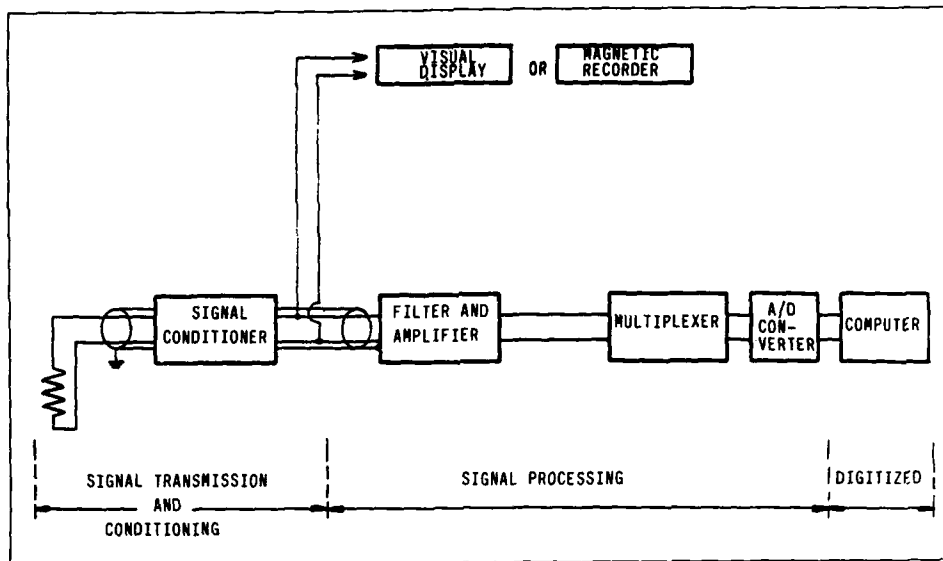 VISUAL
DISPLAY
OR
MAGNETIC
RECORDER
SIGNAL
CONDITIONER
FILTER AND
AMPLIFIER
MULTIPLEXER
A/D
CON-
VERTER
COMPUTER
SIGNAL TRANSMISSION
AND
CONDITIONING
SIGNAL PROCESSING
DIGITIZED